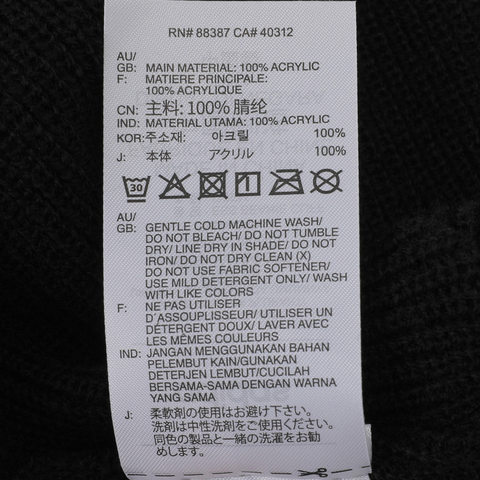 RN# 88387 CA# 40312
AU/
GB: MAIN MATERIAL: 100% ACRYLIC
F: MATIERE PRINCIPALE:
100% ACRYLIQUE
CN: 主料: 100% 腈纶
IND: MATERIAL UTAMA: 100% ACRYLIC
KOR: 주소재: 아크릴 100%
J: 本体 アクリル 100%
30
AU/
GB: GENTLE COLD MACHINE WASH/
DO NOT BLEACH/ DO NOT TUMBLE
DRY/ LINE DRY IN SHADE/ DO NOT
IRON/ DO NOT DRY CLEAN (X)
DO NOT USE FABRIC SOFTENER/
USE MILD DETERGENT ONLY/ WASH
WITH LIKE COLORS
F: NE PAS UTILISER
D'ASSOUPLISSEUR/ UTILISER UN
DÉTERGENT DOUX/ LAVER AVEC
LES MÊMES COULEURS
IND: JANGAN MENGGUNAKAN BAHAN
PELEMBUT KAIN/GUNAKAN
DETERJEN LEMBUT/CUCILAH
BERSAMA-SAMA DENGAN WARNA
YANG SAMA
J: 柔軟剤の使用はお避け下さい。
洗剤は中性洗剤をご使用下さい。
同色の製品と一緒の洗濯をお勧
めします。